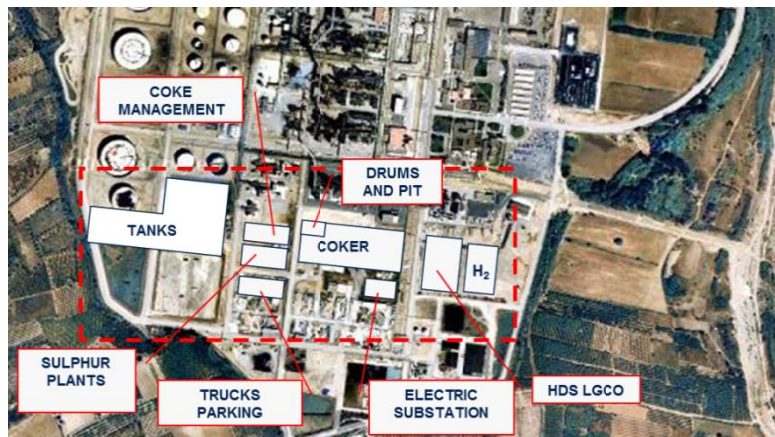 COKE
MANAGEMENT
DRUMS
AND PIT
TANKS
COKER
H₂
SULPHUR
PLANTS
TRUCKS
PARKING
ELECTRIC
SUBSTATION
HDS LGCO